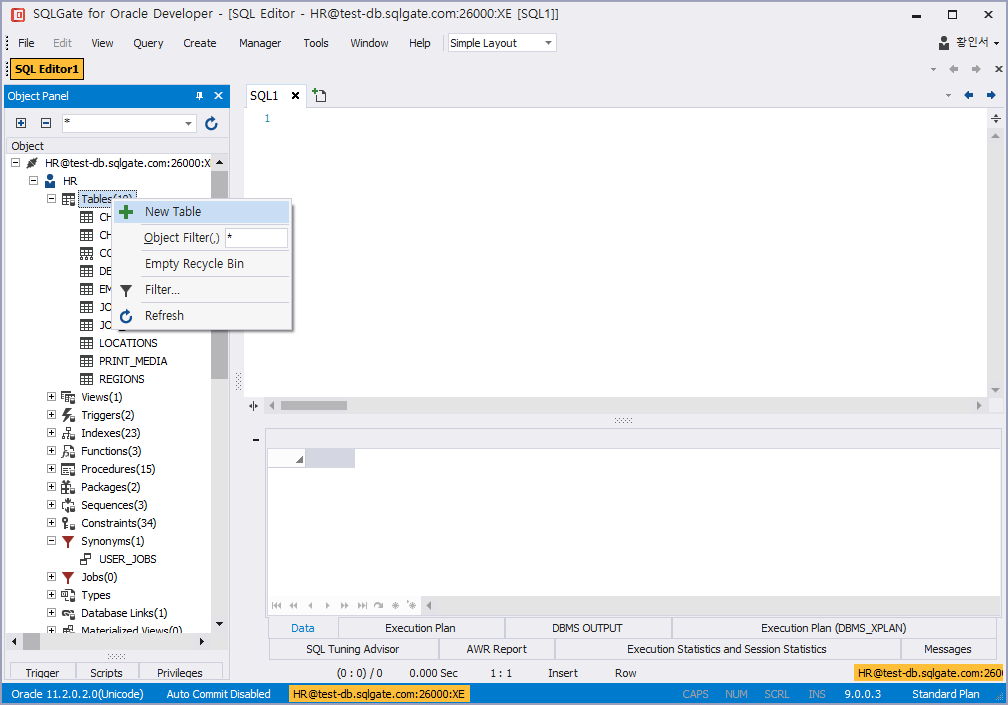 SQLGate for Oracle Developer - [SQL Editor - HR@test-db.sqlgate.com:26000:XE [SQL1]]
File Edit View Query Create Manager Tools Window Help Simple Layout 황인서
SQL Editor1
Object Panel
SQL1
*
1
Object
HR@test-db.sqlgate.com:26000:X
HR
Tables(10)
New Table
Object Filter(,) *
Empty Recycle Bin
Filter...
Refresh
CH
CH
CO
DE
EM
JO
JO
LOCATIONS
PRINT_MEDIA
REGIONS
Views(1)
Triggers(2)
Indexes(23)
Functions(3)
Procedures(15)
Packages(2)
Sequences(3)
Constraints(34)
Synonyms(1)
USER_JOBS
Jobs(0)
Types
Database Links(1)
Materialized Views(0)
Trigger Scripts Privileges
Data Execution Plan DBMS OUTPUT Execution Plan (DBMS_XPLAN)
SQL Tuning Advisor AWR Report Execution Statistics and Session Statistics Messages
(0 : 0) / 0 0.000 Sec 1 : 1 Insert Row HR@test-db.sqlgate.com:2600
Oracle 11.2.0.2.0(Unicode) Auto Commit Disabled HR@test-db.sqlgate.com:26000:XE CAPS NUM SCRL INS 9.0.0.3 Standard Plan